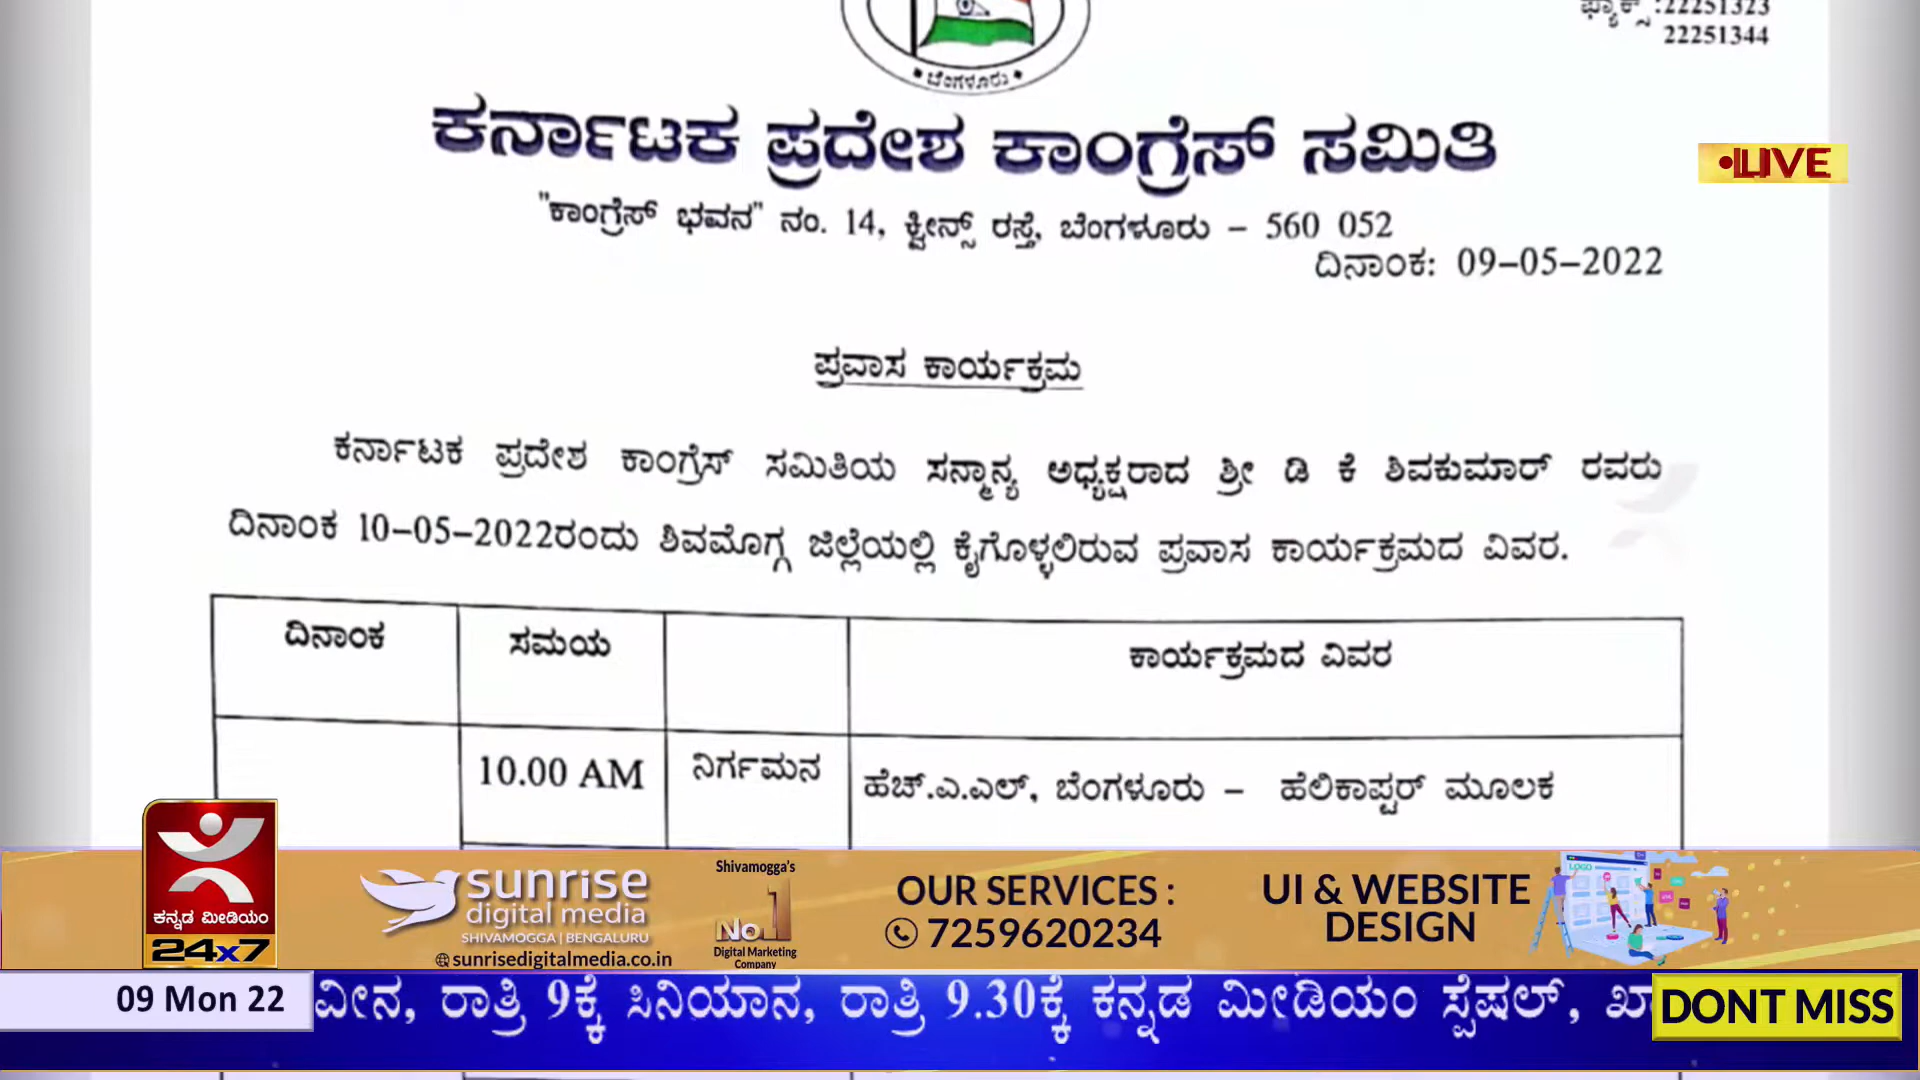 ಫ್ಯಾಕ್ಸ್ :22251323
22251344
ಬೆಂಗಳೂರು
ಕರ್ನಾಟಕ ಪ್ರದೇಶ ಕಾಂಗ್ರೆಸ್ ಸಮಿತಿ
LIVE
"ಕಾಂಗ್ರೆಸ್ ಭವನ" ನಂ. 14, ಕ್ವೀನ್ಸ್ ರಸ್ತೆ, ಬೆಂಗಳೂರು – 560 052
ದಿನಾಂಕ: 09–05–2022
ಪ್ರವಾಸ ಕಾರ್ಯಕ್ರಮ
ಕರ್ನಾಟಕ ಪ್ರದೇಶ ಕಾಂಗ್ರೆಸ್ ಸಮಿತಿಯ ಸನ್ಮಾನ್ಯ ಅಧ್ಯಕ್ಷರಾದ ಶ್ರೀ ಡಿ ಕೆ ಶಿವಕುಮಾರ್ ರವರು
ದಿನಾಂಕ 10–05–2022ರಂದು ಶಿವಮೊಗ್ಗ ಜಿಲ್ಲೆಯಲ್ಲಿ ಕೈಗೊಳ್ಳಲಿರುವ ಪ್ರವಾಸ ಕಾರ್ಯಕ್ರಮದ ವಿವರ.
ದಿನಾಂಕ ಸಮಯ ಕಾರ್ಯಕ್ರಮದ ವಿವರ
10.00 AM ನಿರ್ಗಮನ ಹೆಚ್.ಎ.ಎಲ್, ಬೆಂಗಳೂರು – ಹೆಲಿಕಾಪ್ಟರ್ ಮೂಲಕ
ಕನ್ನಡ ಮೀಡಿಯಂ
24x7
sunrise
digital media
SHIVAMOGGA | BENGALURU
sunrisedigitalmedia.co.in
Shivamogga's
No1
Digital Marketing
Company
OUR SERVICES :
7259620234
UI & WEBSITE
DESIGN
LOGO
09 Mon 22
ವೀನ, ರಾತ್ರಿ 9ಕ್ಕೆ ಸಿನಿಯಾನ, ರಾತ್ರಿ 9.30ಕ್ಕೆ ಕನ್ನಡ ಮೀಡಿಯಂ ಸ್ಪೆಷಲ್,
DONT MISS